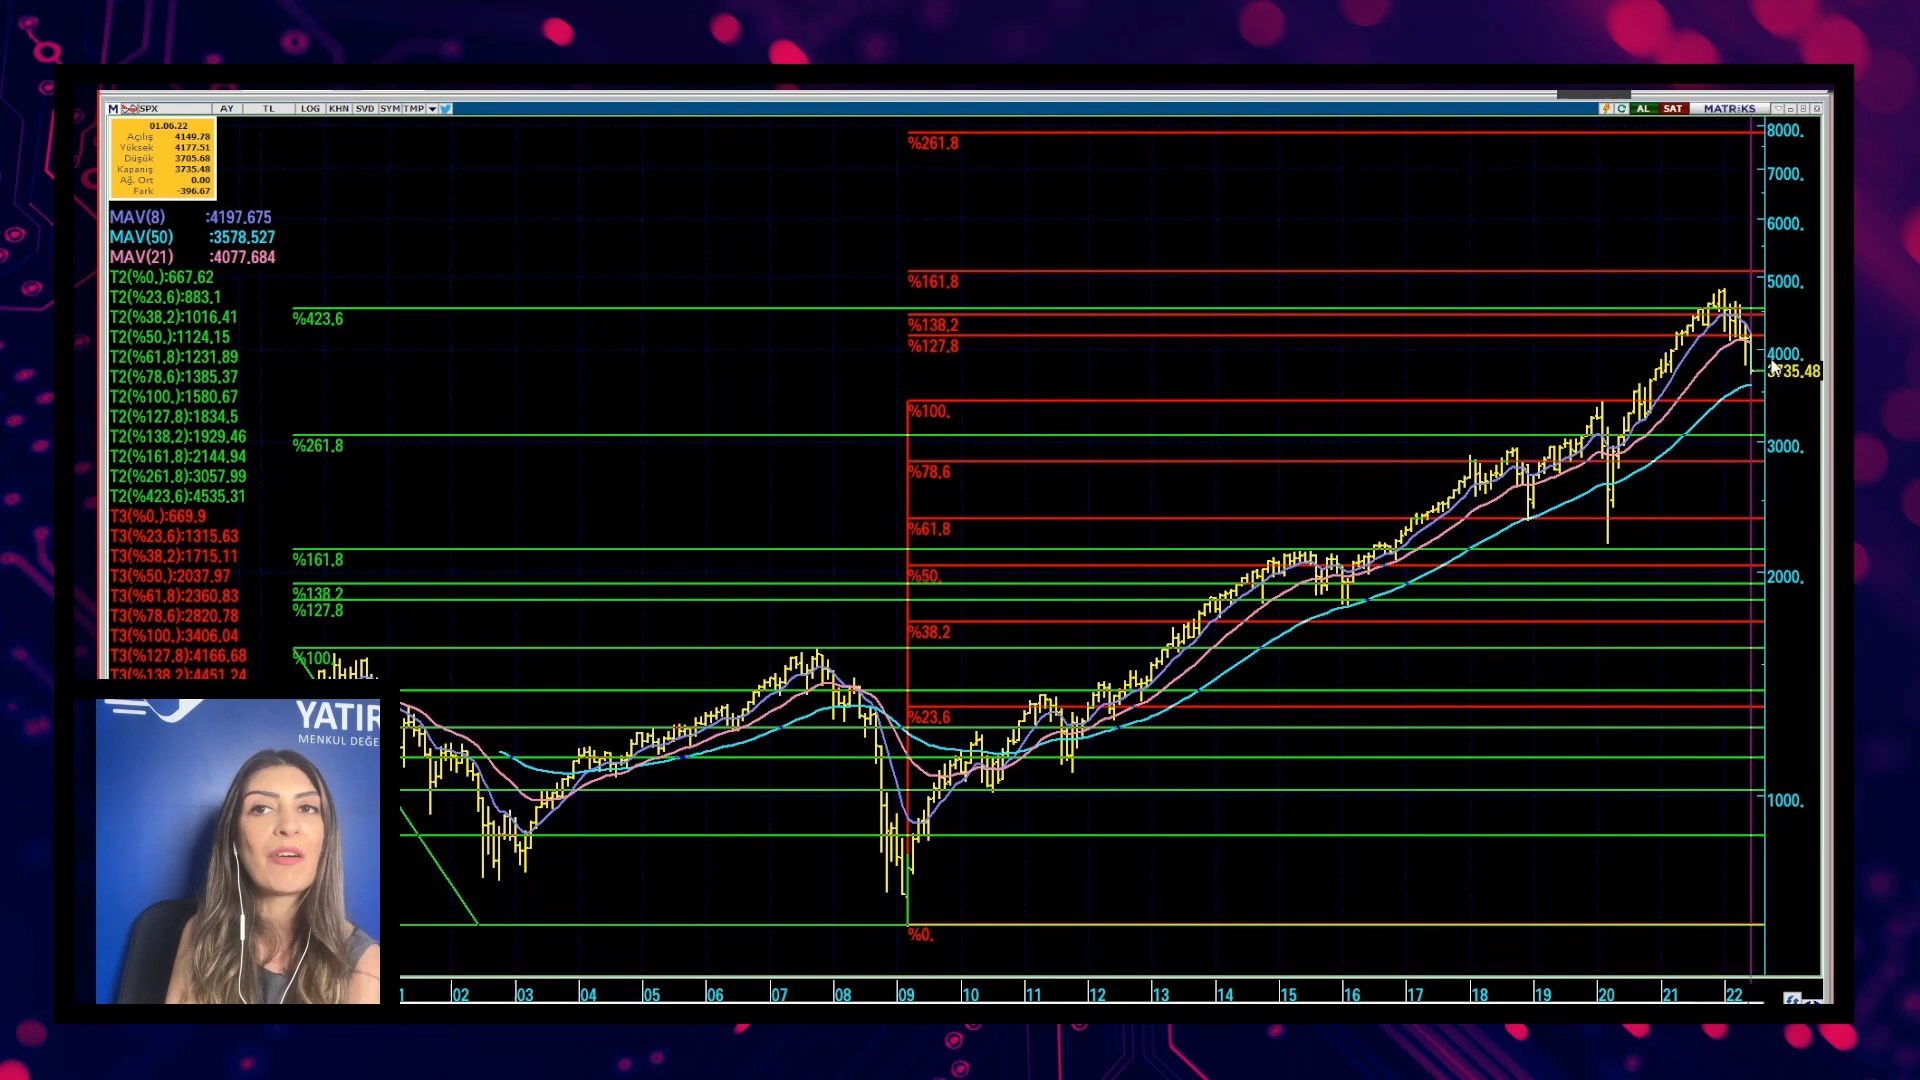 M SPX AY TL LOG KHN SVD SYM TMP AL SAT MATRiKS
01.06.22
Açılış 4149.78
Yüksek 4177.51
Düşük 3705.68
Kapanış 3735.48
Ağ. Ort 0.00
Fark -396.67
MAV(8) :4197.675
MAV(50) :3578.527
MAV(21) :4077.684
T2(%0.):667.62
T2(%23.6):883.1
T2(%38.2):1016.41
T2(%50.):1124.15
T2(%61.8):1231.89
T2(%78.6):1385.37
T2(%100.):1580.67
T2(%127.8):1834.5
T2(%138.2):1929.46
T2(%161.8):2144.94
T2(%261.8):3057.99
T2(%423.6):4535.31
T3(%0.):669.9
T3(%23.6):1315.63
T3(%38.2):1715.11
T3(%50.):2037.97
T3(%61.8):2360.83
T3(%78.6):2820.78
T3(%100.):3406.04
T3(%127.8):4166.68
T3(%138.2):4451.24
%423.6
%261.8
%161.8
%138.2
%127.8
%100.
%261.8
%161.8
%138.2
%127.8
%100.
%78.6
%61.8
%50.
%38.2
%23.6
%0.
8000.
7000.
6000.
5000.
4000.
3735.48
3000.
2000.
1000.
02 03 04 05 06 07 08 09 10 11 12 13 14 15 16 17 18 19 20 21 22
YATIR
MENKUL DEĞE